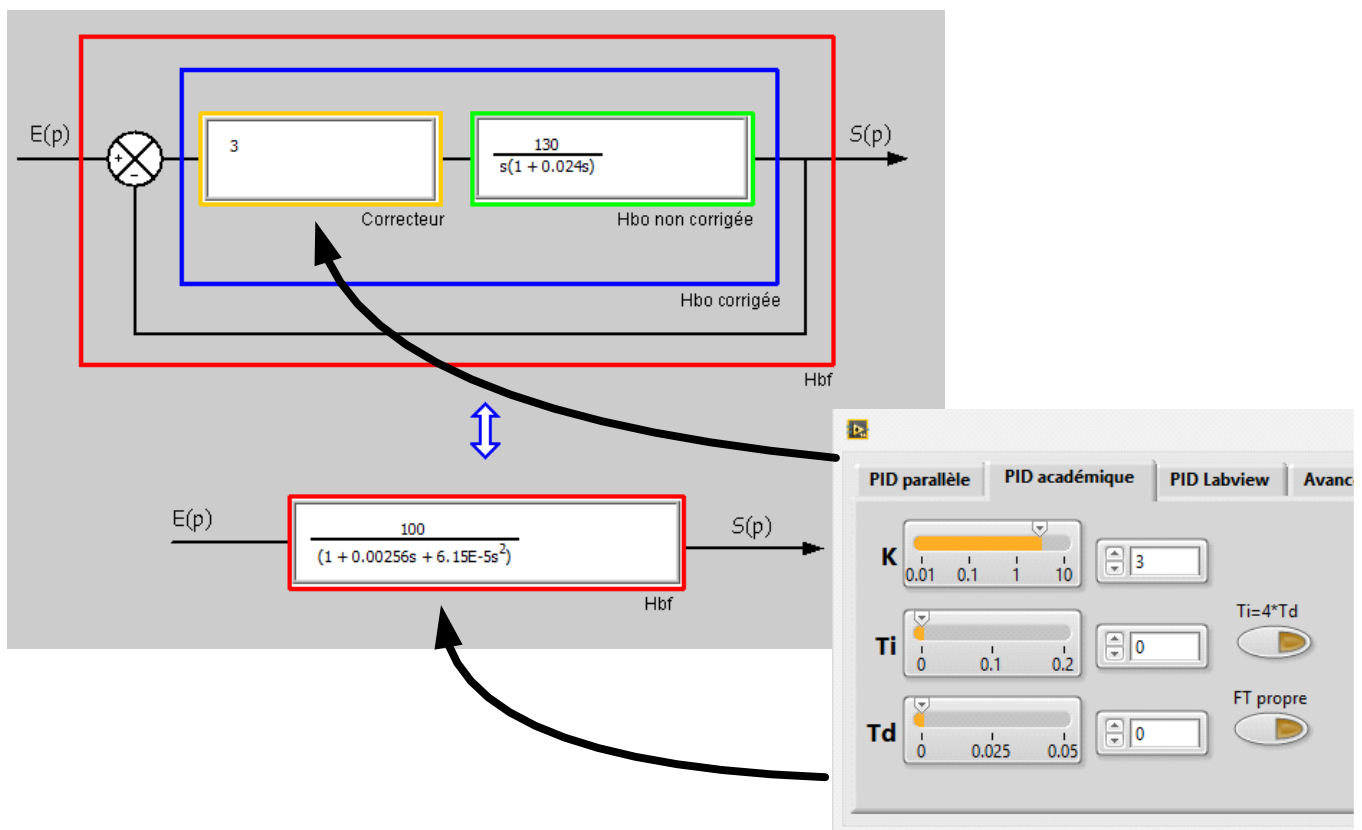 E(p)
S(p)
+
-
3
130
s(1 + 0.024s)
Correcteur
Hbo non corrigée
Hbo corrigée
Hbf
E(p)
S(p)
100
(1 + 0.00256s + 6.15E-5s²)
Hbf
PID parallèle
PID académique
PID Labview
Avanc
K
0.01 0.1 1 10
3
Ti
0 0.1 0.2
0
Ti=4*Td
Td
0 0.025 0.05
0
FT propre